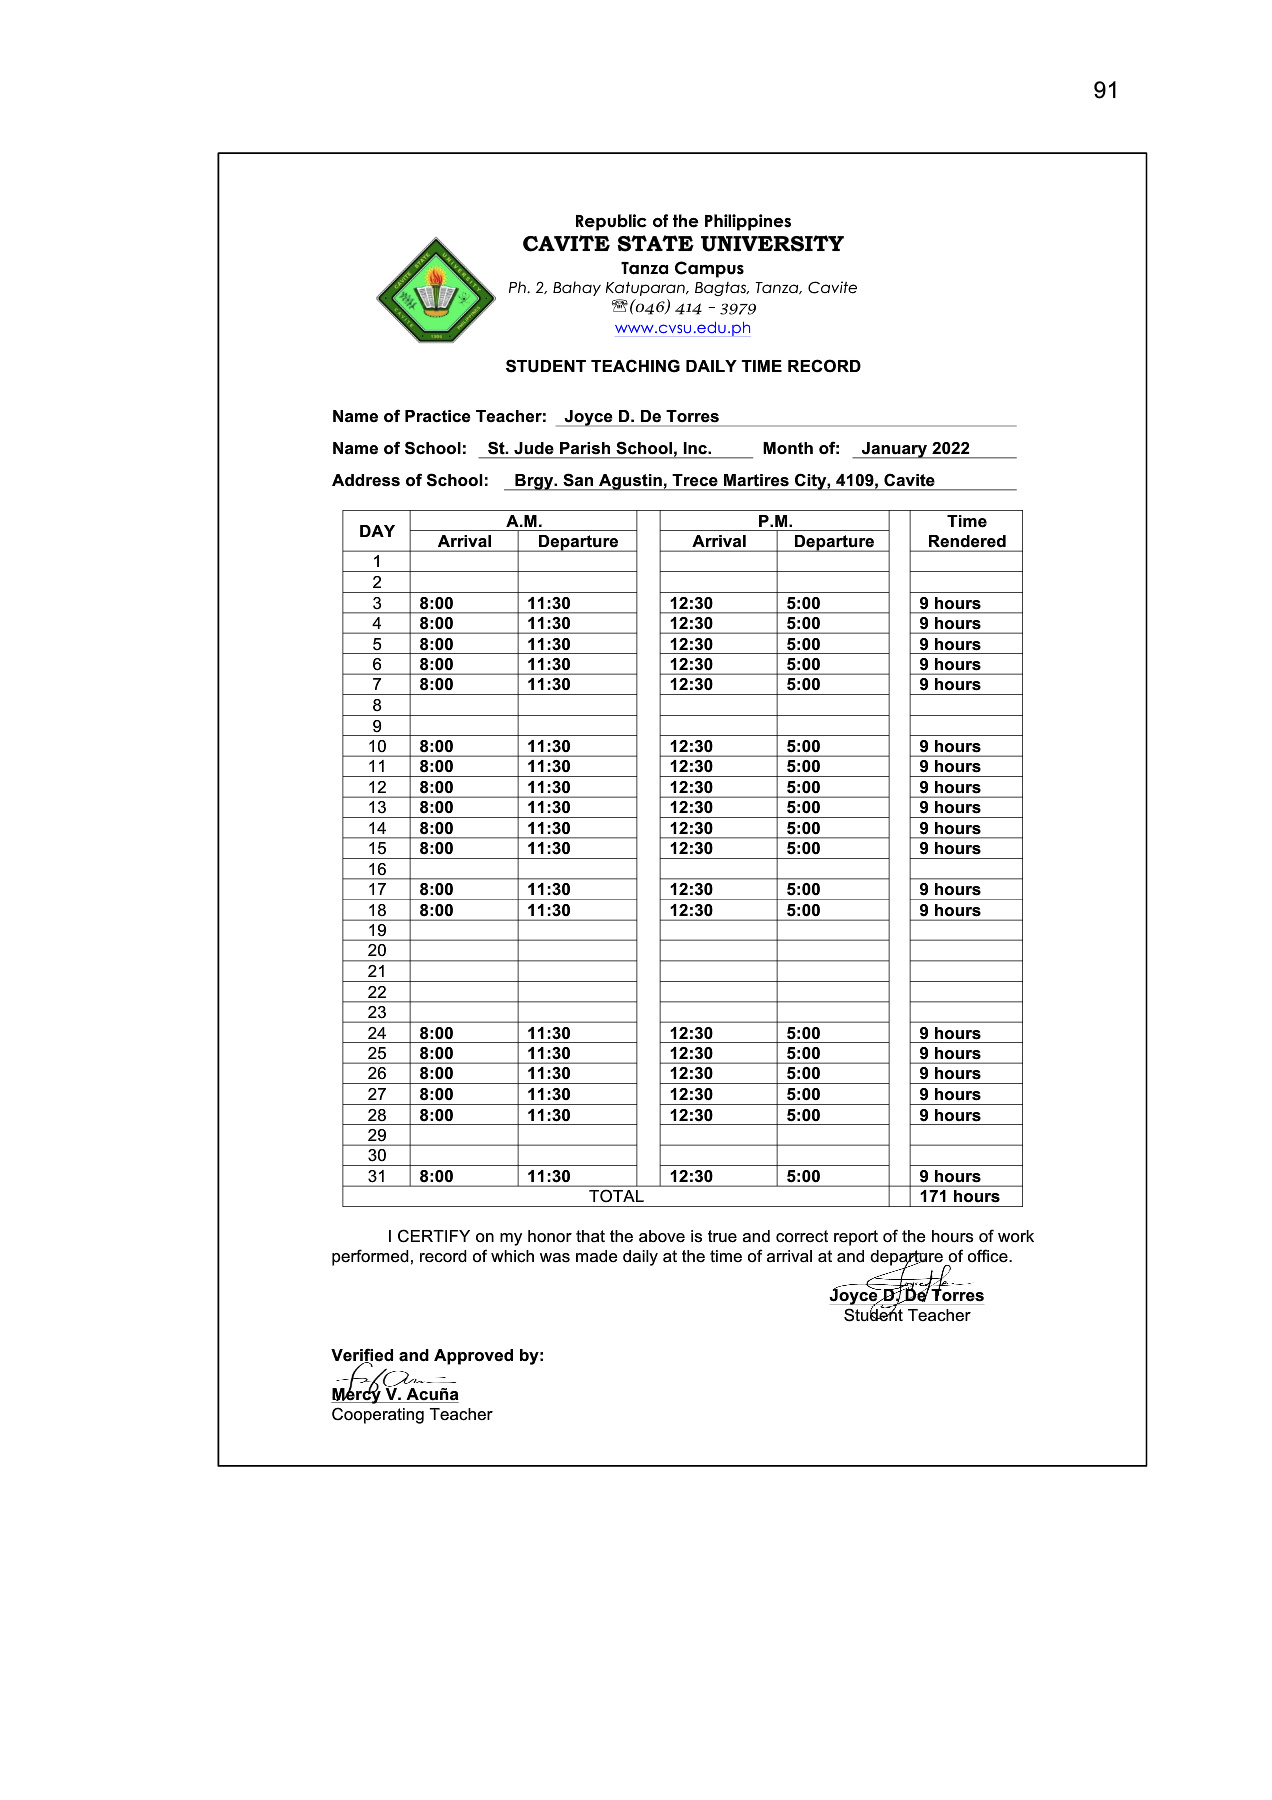 91
Republic of the Philippines
CAVITE STATE UNIVERSITY
Tanza Campus
Ph. 2, Bahay Katuparan, Bagtas, Tanza, Cavite
☏(046) 414 – 3979
www.cvsu.edu.ph
CAVITE STATE UNIVERSITY
CAVITE 1906 PHILIPPINES
STUDENT TEACHING DAILY TIME RECORD
Name of Practice Teacher: Joyce D. De Torres
Name of School: St. Jude Parish School, Inc. Month of: January 2022
Address of School: Brgy. San Agustin, Trece Martires City, 4109, Cavite
DAY A.M. P.M. Time Rendered
Arrival Departure Arrival Departure
1
2
3 8:00 11:30 12:30 5:00 9 hours
4 8:00 11:30 12:30 5:00 9 hours
5 8:00 11:30 12:30 5:00 9 hours
6 8:00 11:30 12:30 5:00 9 hours
7 8:00 11:30 12:30 5:00 9 hours
8
9
10 8:00 11:30 12:30 5:00 9 hours
11 8:00 11:30 12:30 5:00 9 hours
12 8:00 11:30 12:30 5:00 9 hours
13 8:00 11:30 12:30 5:00 9 hours
14 8:00 11:30 12:30 5:00 9 hours
15 8:00 11:30 12:30 5:00 9 hours
16
17 8:00 11:30 12:30 5:00 9 hours
18 8:00 11:30 12:30 5:00 9 hours
19
20
21
22
23
24 8:00 11:30 12:30 5:00 9 hours
25 8:00 11:30 12:30 5:00 9 hours
26 8:00 11:30 12:30 5:00 9 hours
27 8:00 11:30 12:30 5:00 9 hours
28 8:00 11:30 12:30 5:00 9 hours
29
30
31 8:00 11:30 12:30 5:00 9 hours
TOTAL 171 hours
I CERTIFY on my honor that the above is true and correct report of the hours of work
performed, record of which was made daily at the time of arrival at and departure of office.
Joyce D. De Torres
Student Teacher
Verified and Approved by:
Mercy V. Acuña
Cooperating Teacher